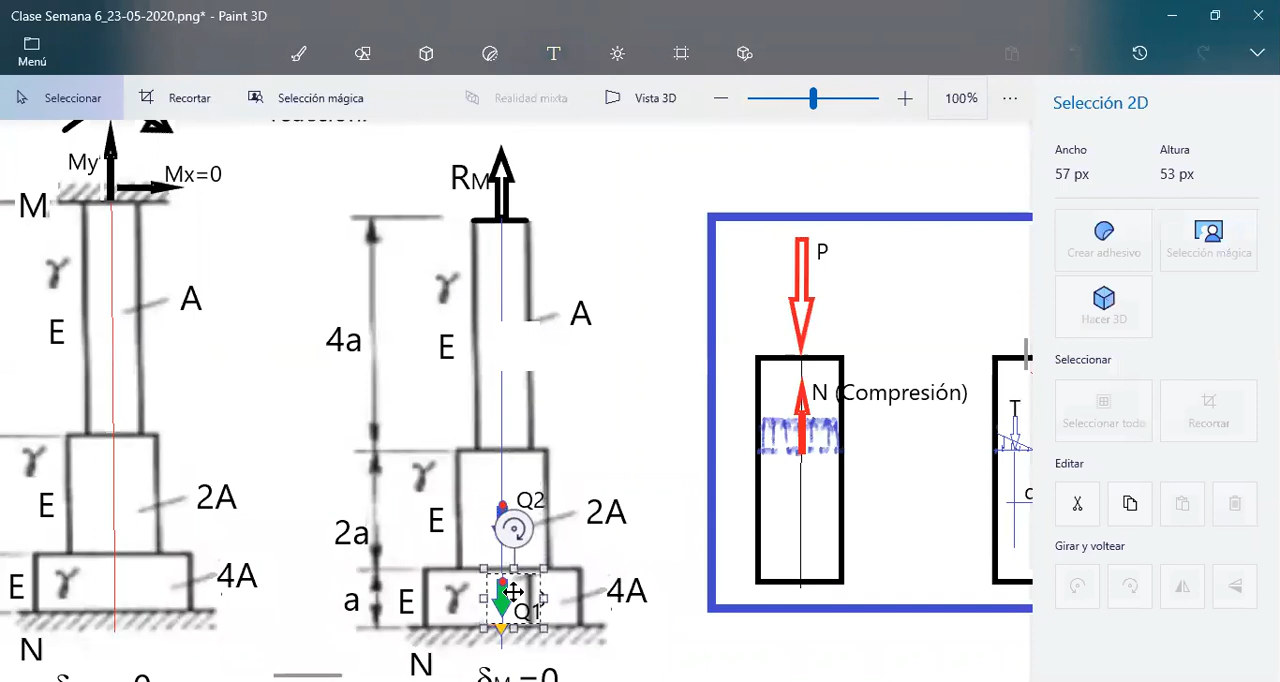 Clase Semana 6_23-05-2020.png* - Paint 3D
Menú
Seleccionar
Recortar
Selección mágica
Realidad mixta
Vista 3D
100%
Selección 2D
Ancho
Altura
57 px
53 px
Crear adhesivo
Selección mágica
Hacer 3D
Seleccionar
Seleccionar todo
Recortar
Editar
Girar y voltear
reacción.
My
Mx=0
M
γ
A
E
γ
E
2A
E
γ
4A
N
RM
γ
A
4a
E
γ
Q2
E
2A
2a
a
E
γ
Q1
4A
N
δM =0
P
N (Compresión)
T